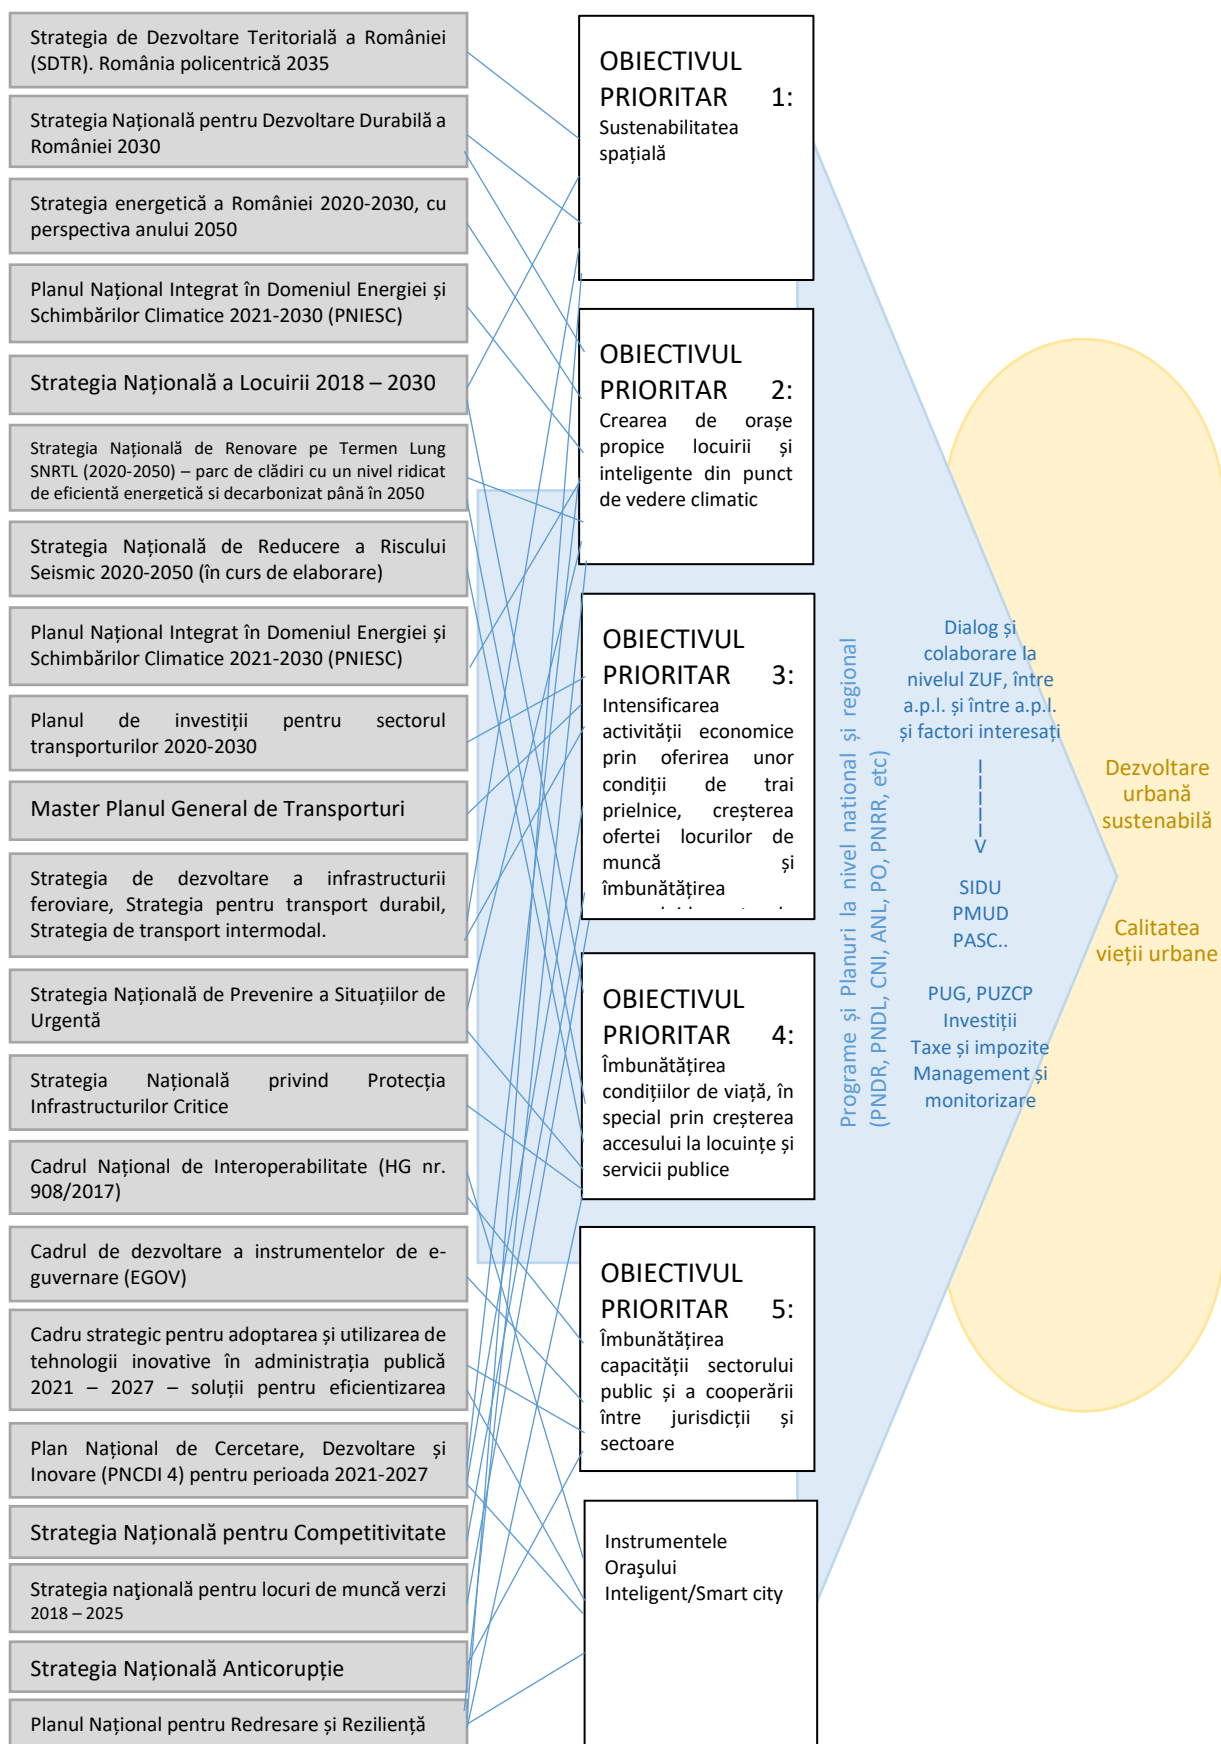 Strategia de Dezvoltare Teritorială a României
(SDTR). România policentrică 2035
Strategia Națională pentru Dezvoltare Durabilă a
României 2030
Strategia energetică a României 2020-2030, cu
perspectiva anului 2050
Planul Național Integrat în Domeniul Energiei și
Schimbărilor Climatice 2021-2030 (PNIESC)
Strategia Națională a Locuirii 2018 – 2030
Strategia Națională de Renovare pe Termen Lung
SNRTL (2020-2050) – parc de clădiri cu un nivel ridicat
de eficiență energetică și decarbonizat până în 2050
Strategia Națională de Reducere a Riscului
Seismic 2020-2050 (în curs de elaborare)
Planul Național Integrat în Domeniul Energiei și
Schimbărilor Climatice 2021-2030 (PNIESC)
Planul de investiții pentru sectorul
transporturilor 2020-2030
Master Planul General de Transporturi
Strategia de dezvoltare a infrastructurii
feroviare, Strategia pentru transport durabil,
Strategia de transport intermodal.
Strategia Națională de Prevenire a Situațiilor de
Urgentă
Strategia Națională privind Protecția
Infrastructurilor Critice
Cadrul Național de Interoperabilitate (HG nr.
908/2017)
Cadrul de dezvoltare a instrumentelor de e-
guvernare (EGOV)
Cadru strategic pentru adoptarea și utilizarea de
tehnologii inovative în administrația publică
2021 – 2027 – soluții pentru eficientizarea
Plan Național de Cercetare, Dezvoltare și
Inovare (PNCDI 4) pentru perioada 2021-2027
Strategia Națională pentru Competitivitate
Strategia naţională pentru locuri de muncă verzi
2018 – 2025
Strategia Națională Anticorupție
Planul Național pentru Redresare și Reziliență
OBIECTIVUL
PRIORITAR 1:
Sustenabilitatea
spațială
OBIECTIVUL
PRIORITAR 2:
Crearea de orașe
propice locuirii și
inteligente din punct
de vedere climatic
OBIECTIVUL
PRIORITAR 3:
Intensificarea
activității economice
prin oferirea unor
condiții de trai
prielnice, creșterea
ofertei locurilor de
muncă și
îmbunătățirea
OBIECTIVUL
PRIORITAR 4:
Îmbunătățirea
condițiilor de viață, în
special prin creșterea
accesului la locuințe și
servicii publice
OBIECTIVUL
PRIORITAR 5:
Îmbunătățirea
capacității sectorului
public și a cooperării
între jurisdicții și
sectoare
Instrumentele
Oraşului
Inteligent/Smart city
Programe și Planuri la nivel national și regional
(PNDR, PNDL, CNI, ANL, PO, PNRR, etc)
Dialog și
colaborare la
nivelul ZUF, între
a.p.l. și între a.p.l.
și factori interesați
SIDU
PMUD
PASC..
PUG, PUZCP
Investiții
Taxe și impozite
Management și
monitorizare
Dezvoltare
urbană
sustenabilă
Calitatea
vieții urbane